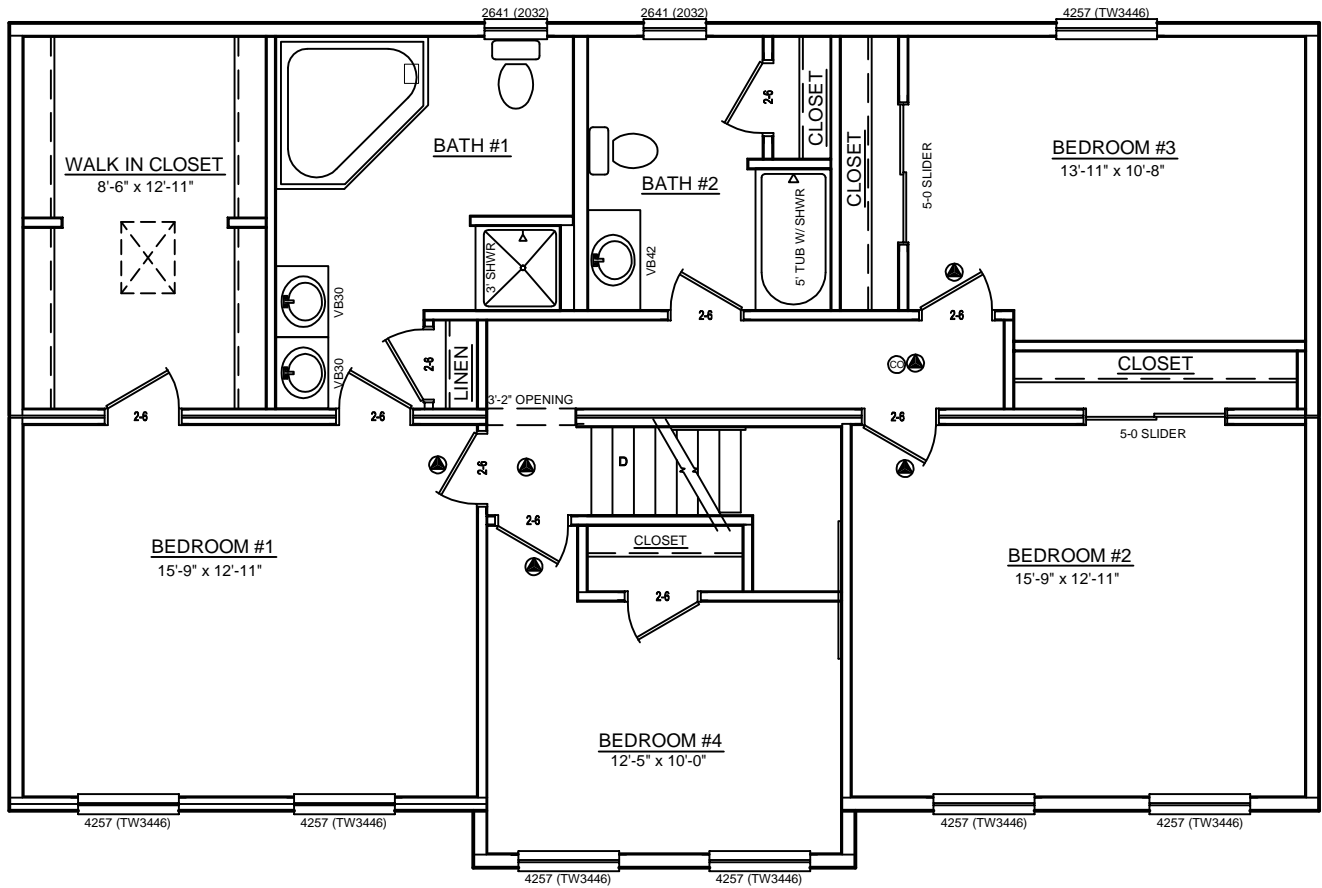 2641 (2032)
2641 (2032)
4257 (TW3446)
WALK IN CLOSET
8'-6" x 12'-11"
BATH #1
BATH #2
2-6
CLOSET
CLOSET
5-0 SLIDER
BEDROOM #3
13'-11" x 10'-8"
3' SHWR
VB42
5' TUB W/ SHWR
VB30
VB30
2-6
LINEN
2-6
2-6
CO
CLOSET
3'-2" OPENING
2-6
2-6
2-6
5-0 SLIDER
2-6
D
2-6
CLOSET
BEDROOM #1
15'-9" x 12'-11"
BEDROOM #2
15'-9" x 12'-11"
2-6
BEDROOM #4
12'-5" x 10'-0"
4257 (TW3446)
4257 (TW3446)
4257 (TW3446)
4257 (TW3446)
4257 (TW3446)
4257 (TW3446)